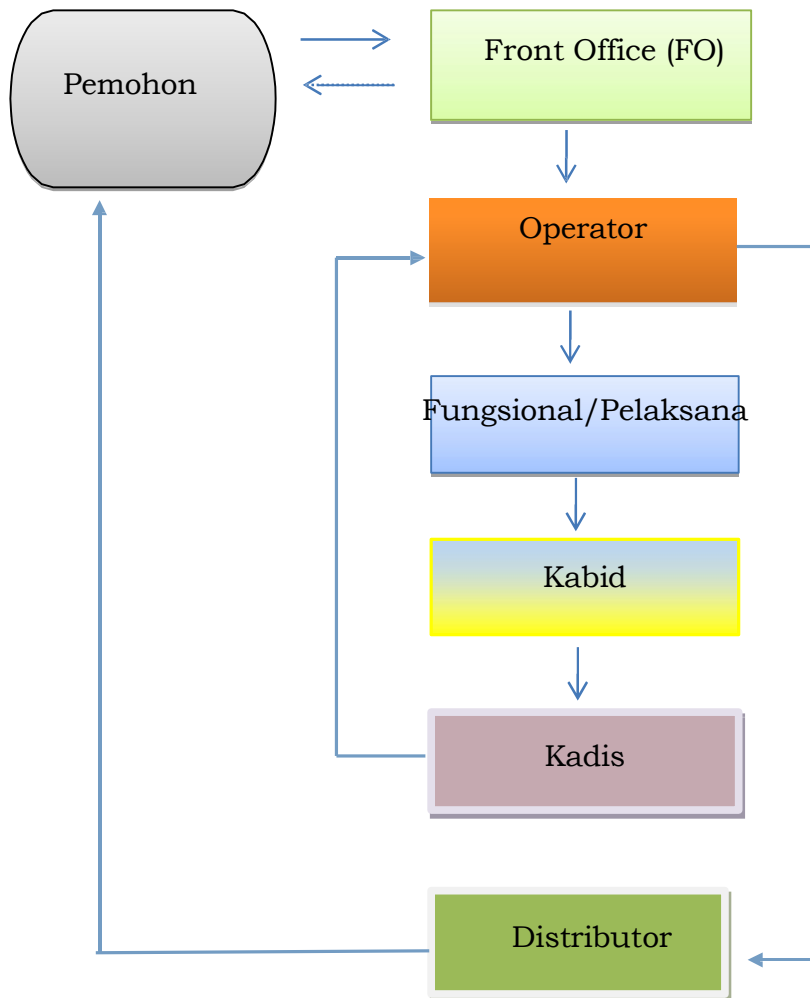 Pemohon
Front Office (FO)
Operator
Fungsional/Pelaksana
Kabid
Kadis
Distributor